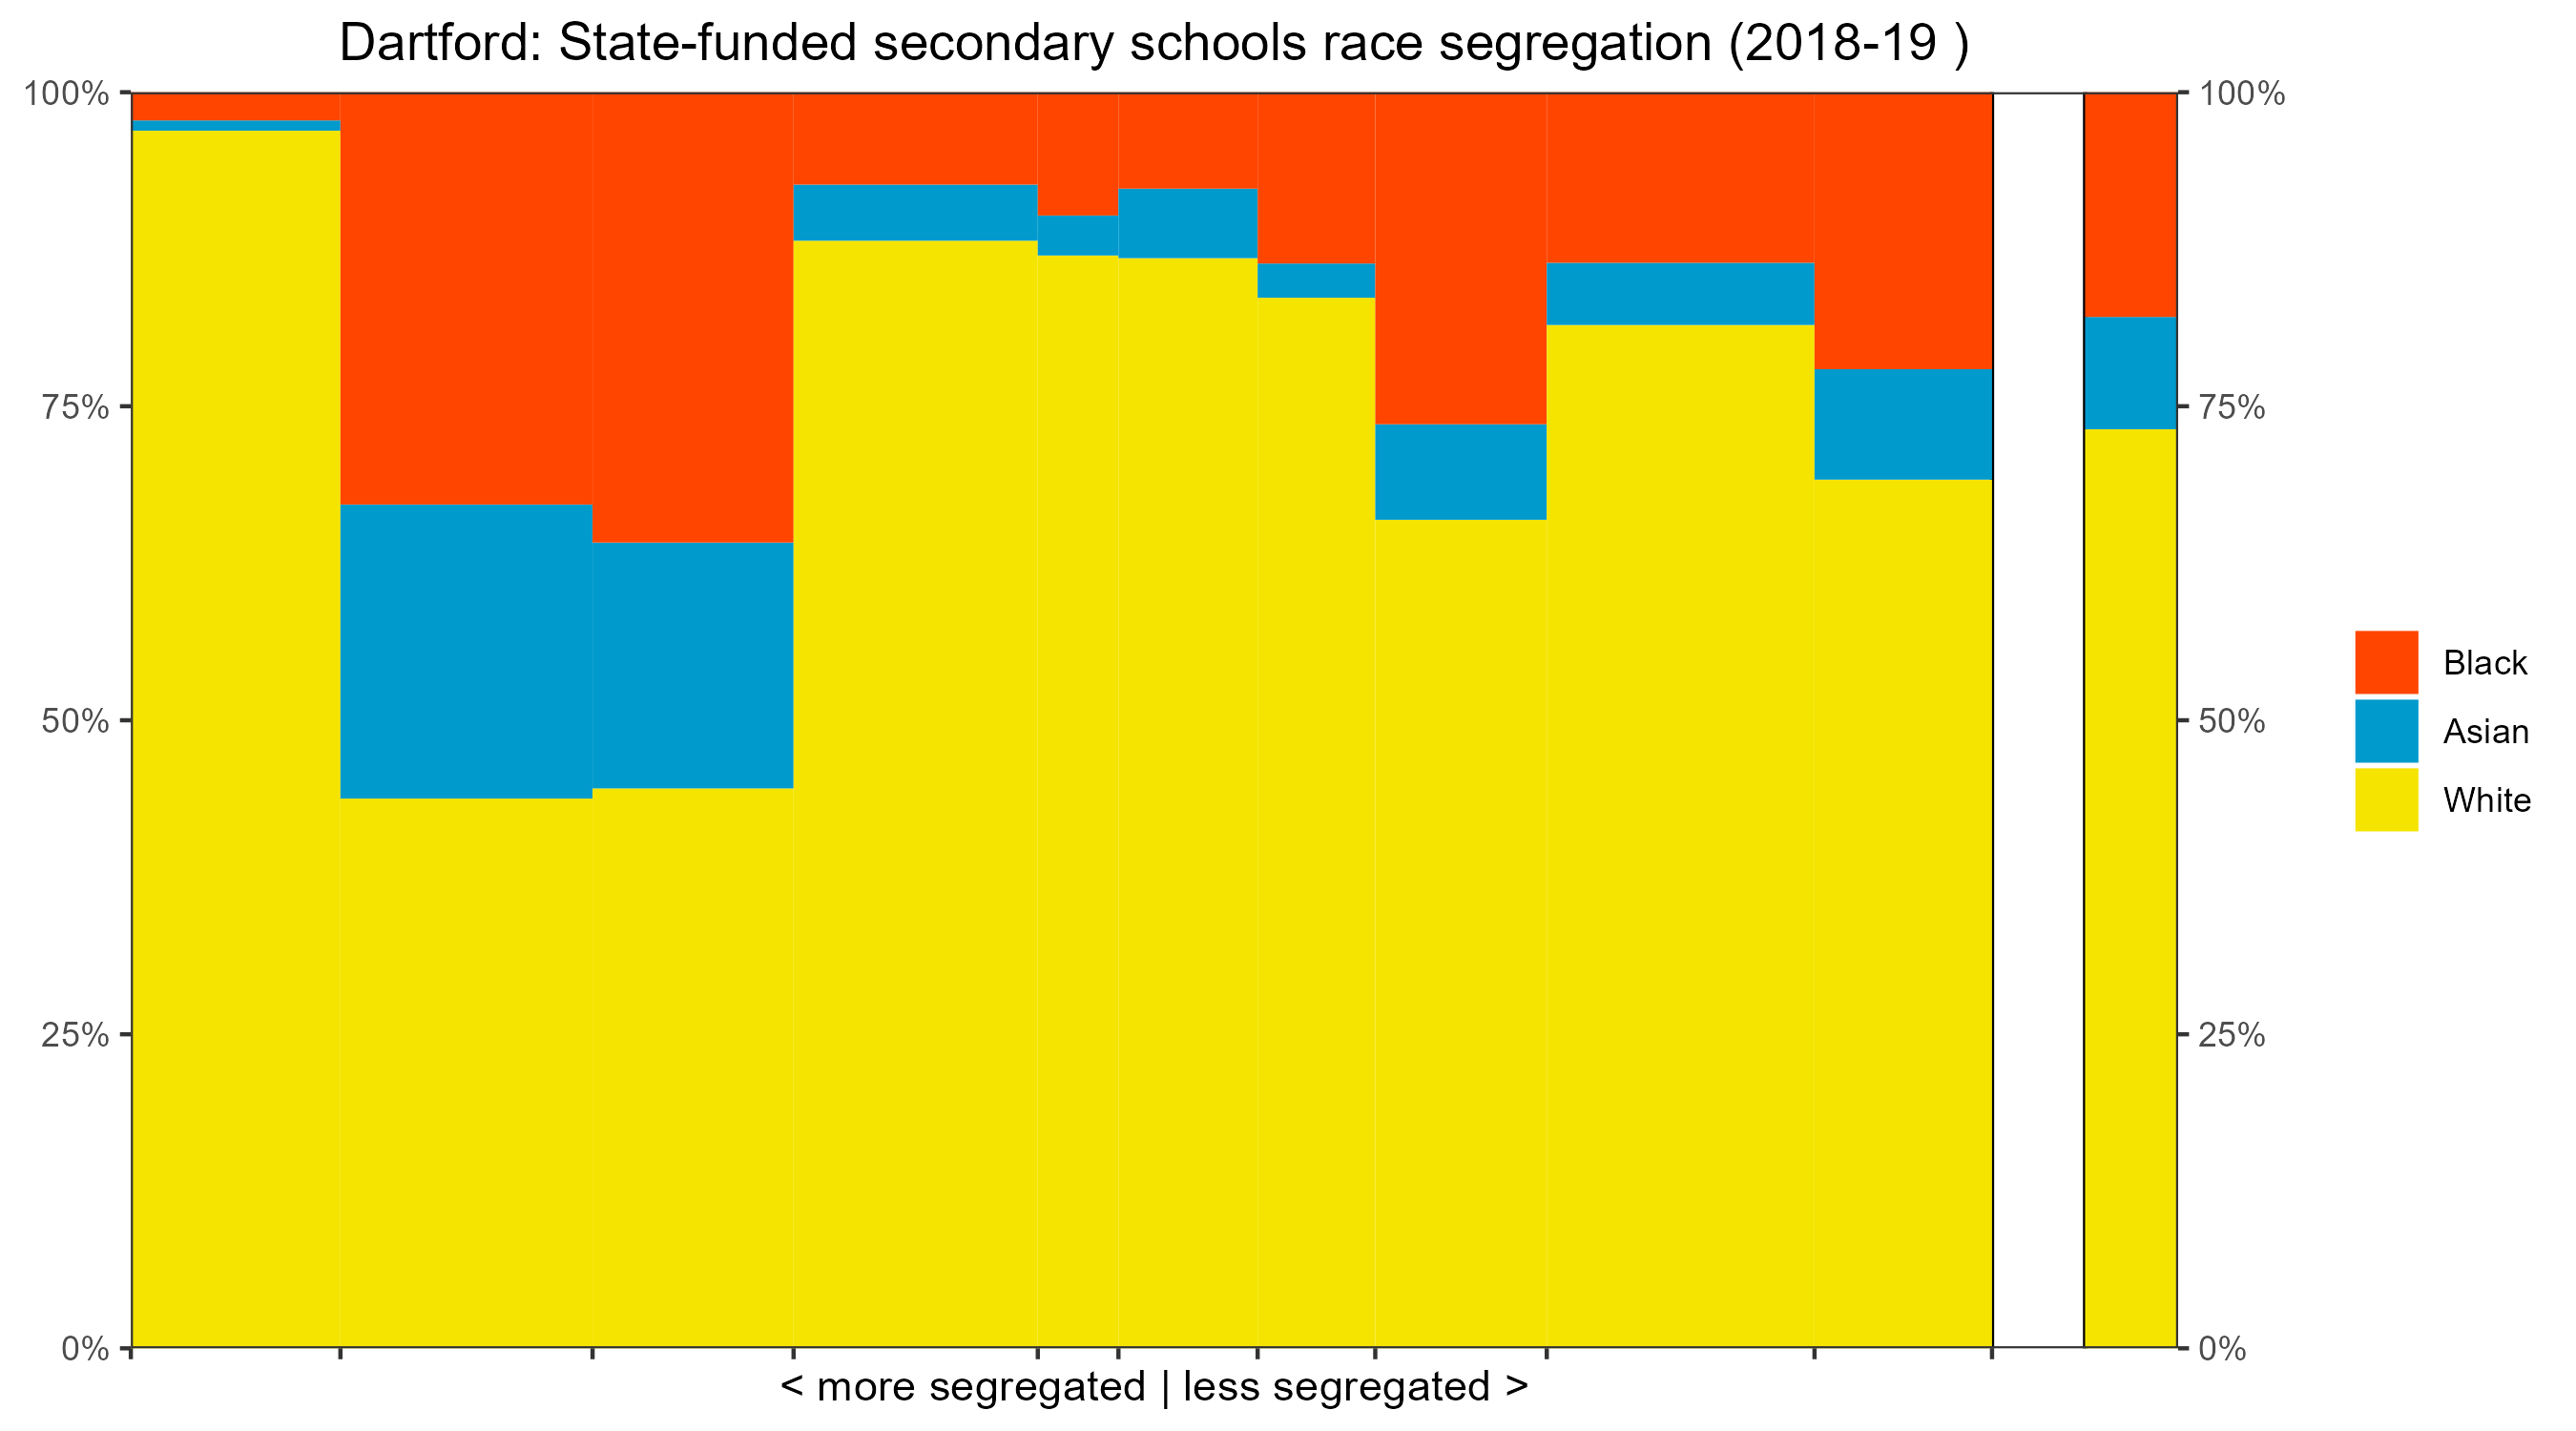 Dartford: State-funded secondary schools race segregation (2018-19 )
100%
75%
50%
25%
0%
100%
75%
50%
25%
0%
Black
Asian
White
< more segregated | less segregated >